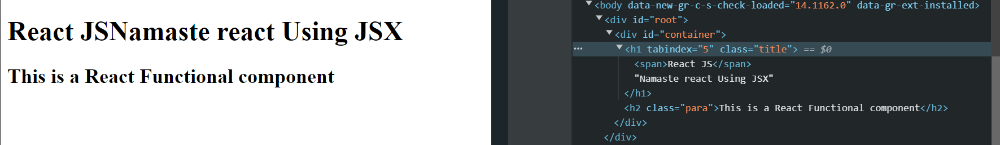 React JSNamaste react Using JSX
This is a React Functional component
<body data-new-gr-c-s-check-loaded="14.1162.0" data-gr-ext-installed>
<div id="root">
<div id="container">
<h1 tabindex="5" class="title"> == $0
<span>React JS</span>
"Namaste react Using JSX"
</h1>
<h2 class="para">This is a React Functional component</h2>
</div>
</div>